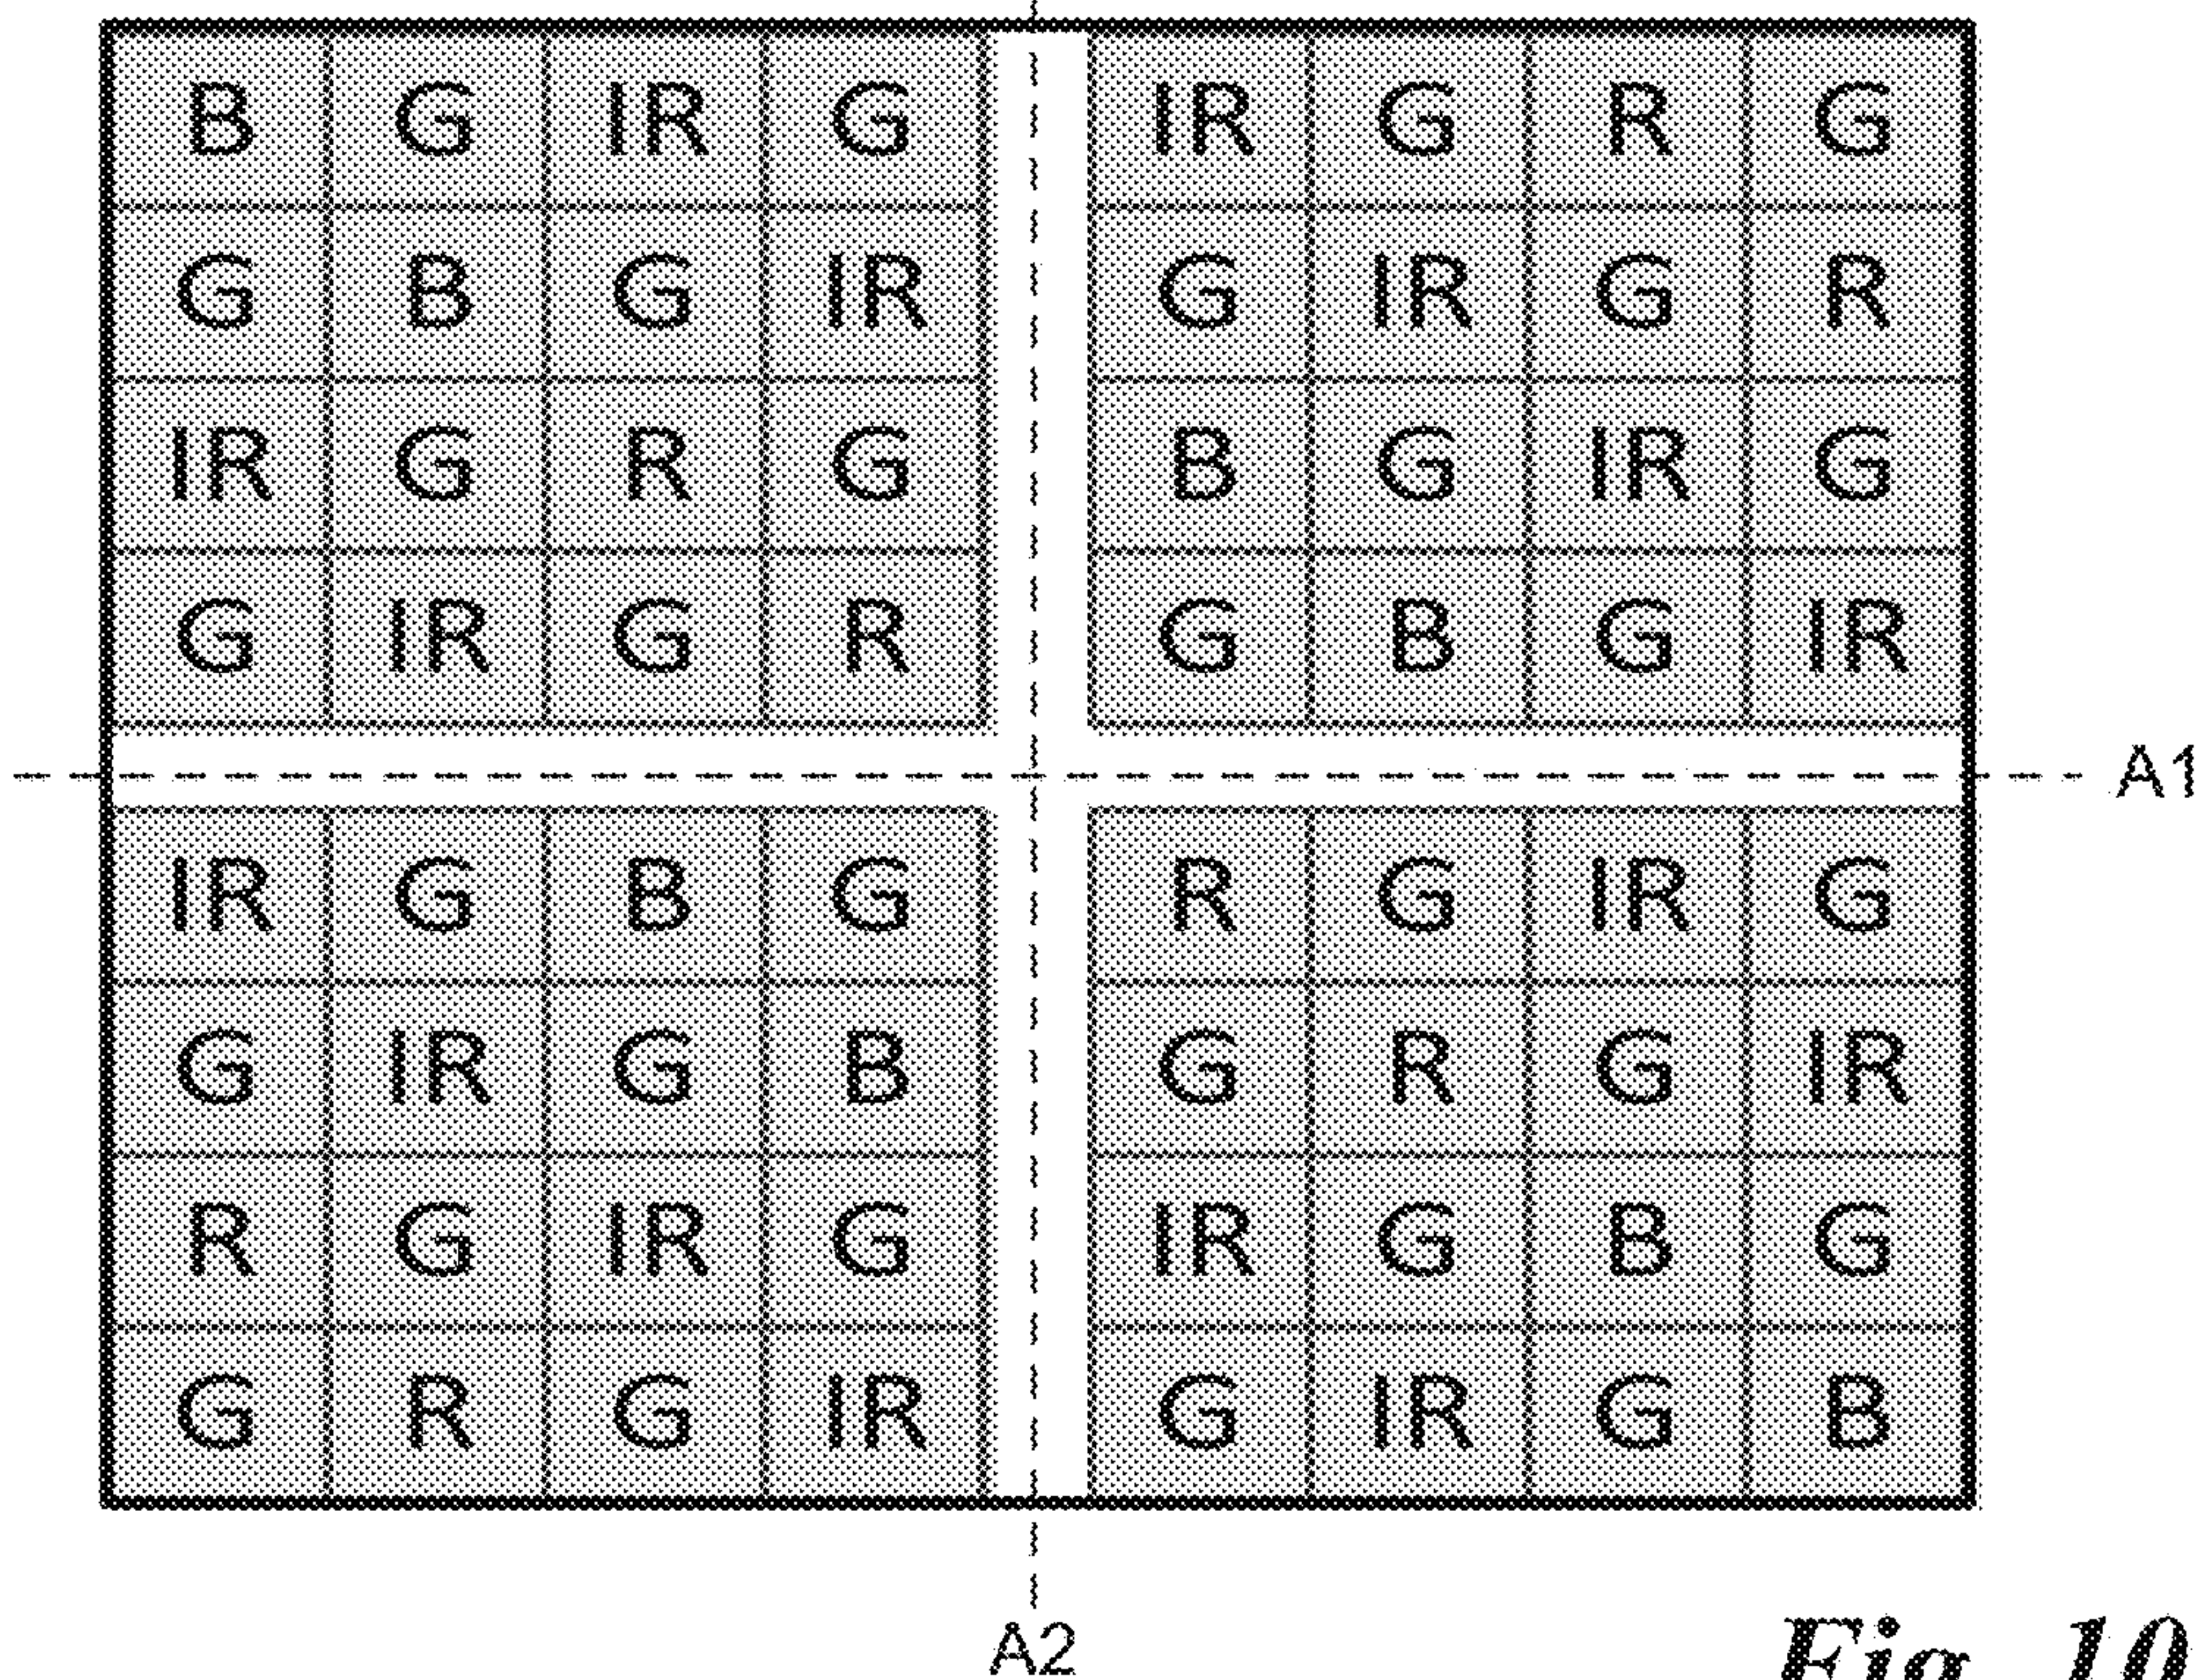 B G IR G IR G R G
G B G IR G IR G R
IR G R G B G IR G
G IR G R G B G IR
A1
IR G B G R G IR G
G IR G B G R G IR
R G IR G IR G B G
G R G IR G IR G B
A2
Fig. 10